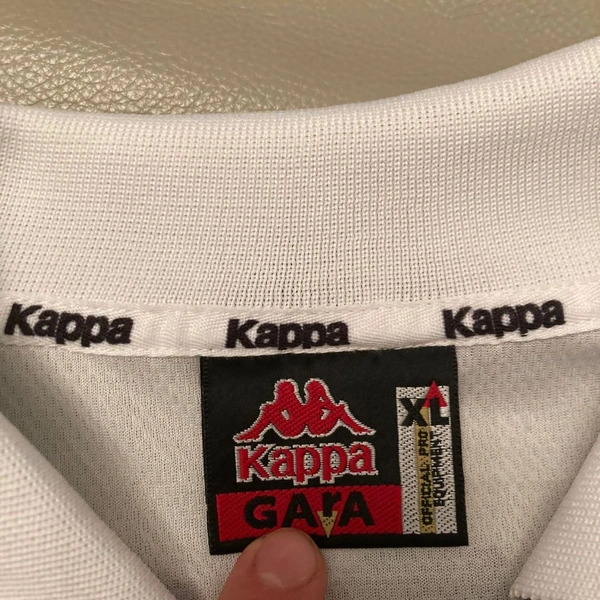 Kappa Kappa Kappa
XL
Kappa
GArA
OFFICIAL PRO
EQUIPMENT